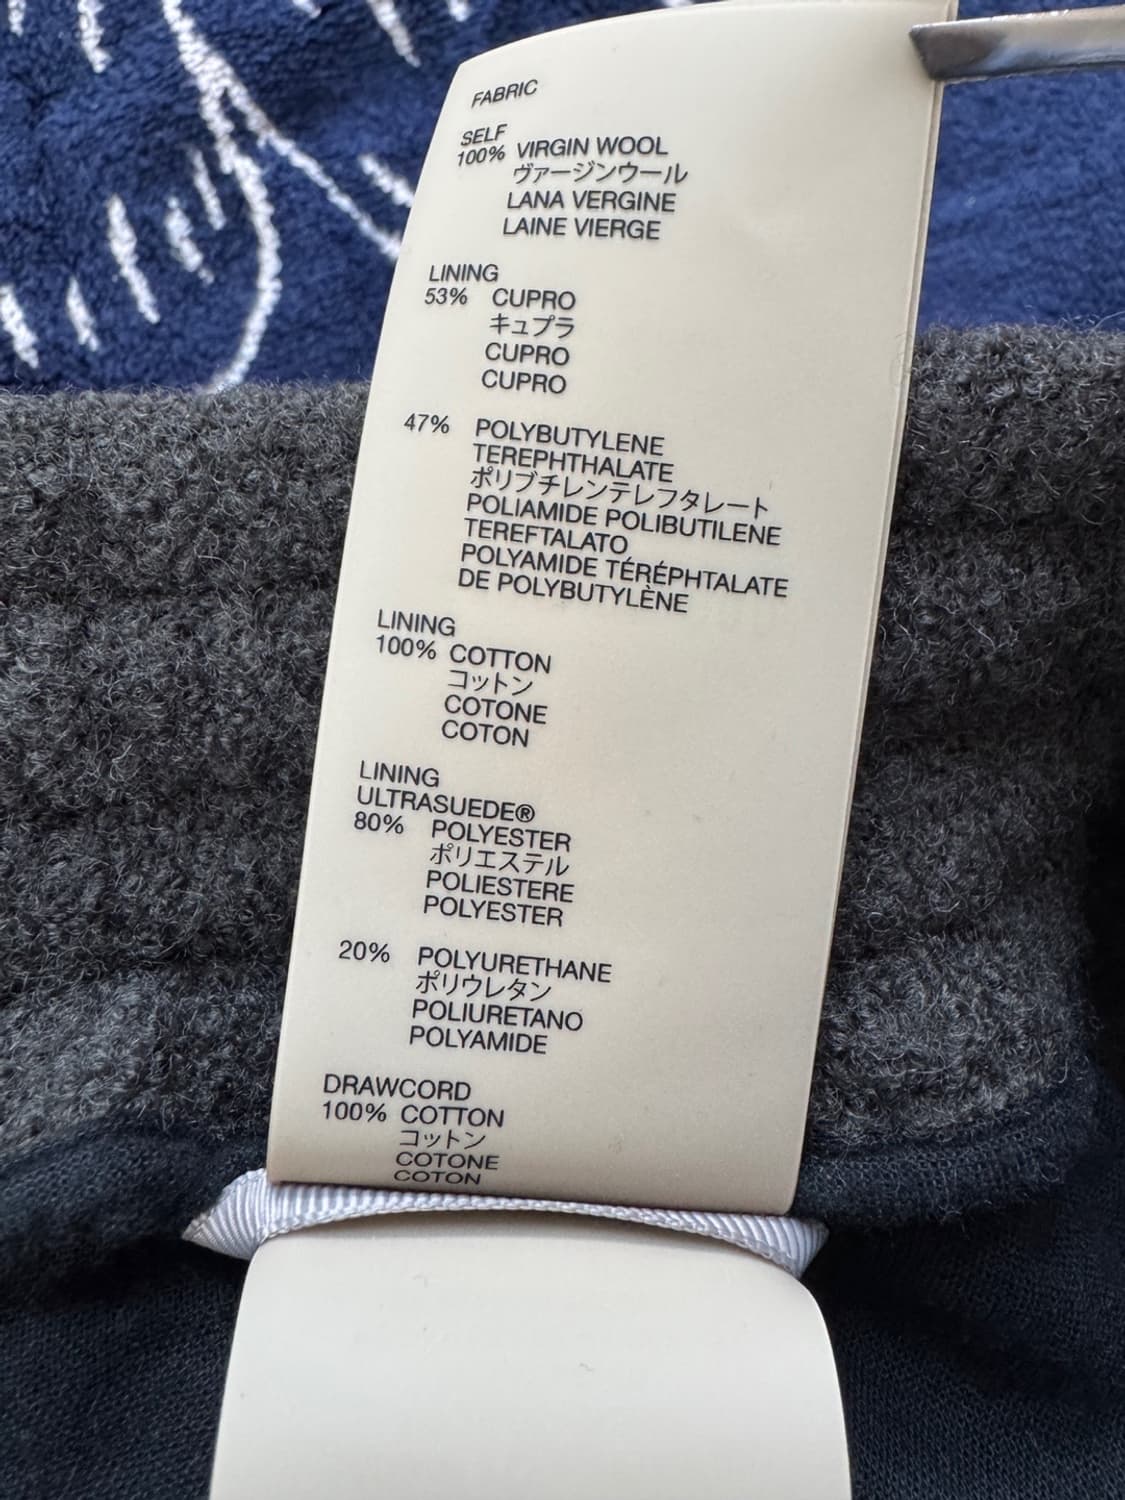 FABRIC
SELF
100% VIRGIN WOOL
ヴァージンウール
LANA VERGINE
LAINE VIERGE
LINING
53% CUPRO
キュプラ
CUPRO
CUPRO
47% POLYBUTYLENE
TEREPHTHALATE
ポリブチレンテレフタレート
POLIAMIDE POLIBUTILENE
TEREFTALATO
POLYAMIDE TÉRÉPHTALATE
DE POLYBUTYLÈNE
LINING
100% COTTON
コットン
COTONE
COTON
LINING
ULTRASUEDE®
80% POLYESTER
ポリエステル
POLIESTERE
POLYESTER
20% POLYURETHANE
ポリウレタン
POLIURETANO
POLYAMIDE
DRAWCORD
100% COTTON
コットン
COTONE
COTON